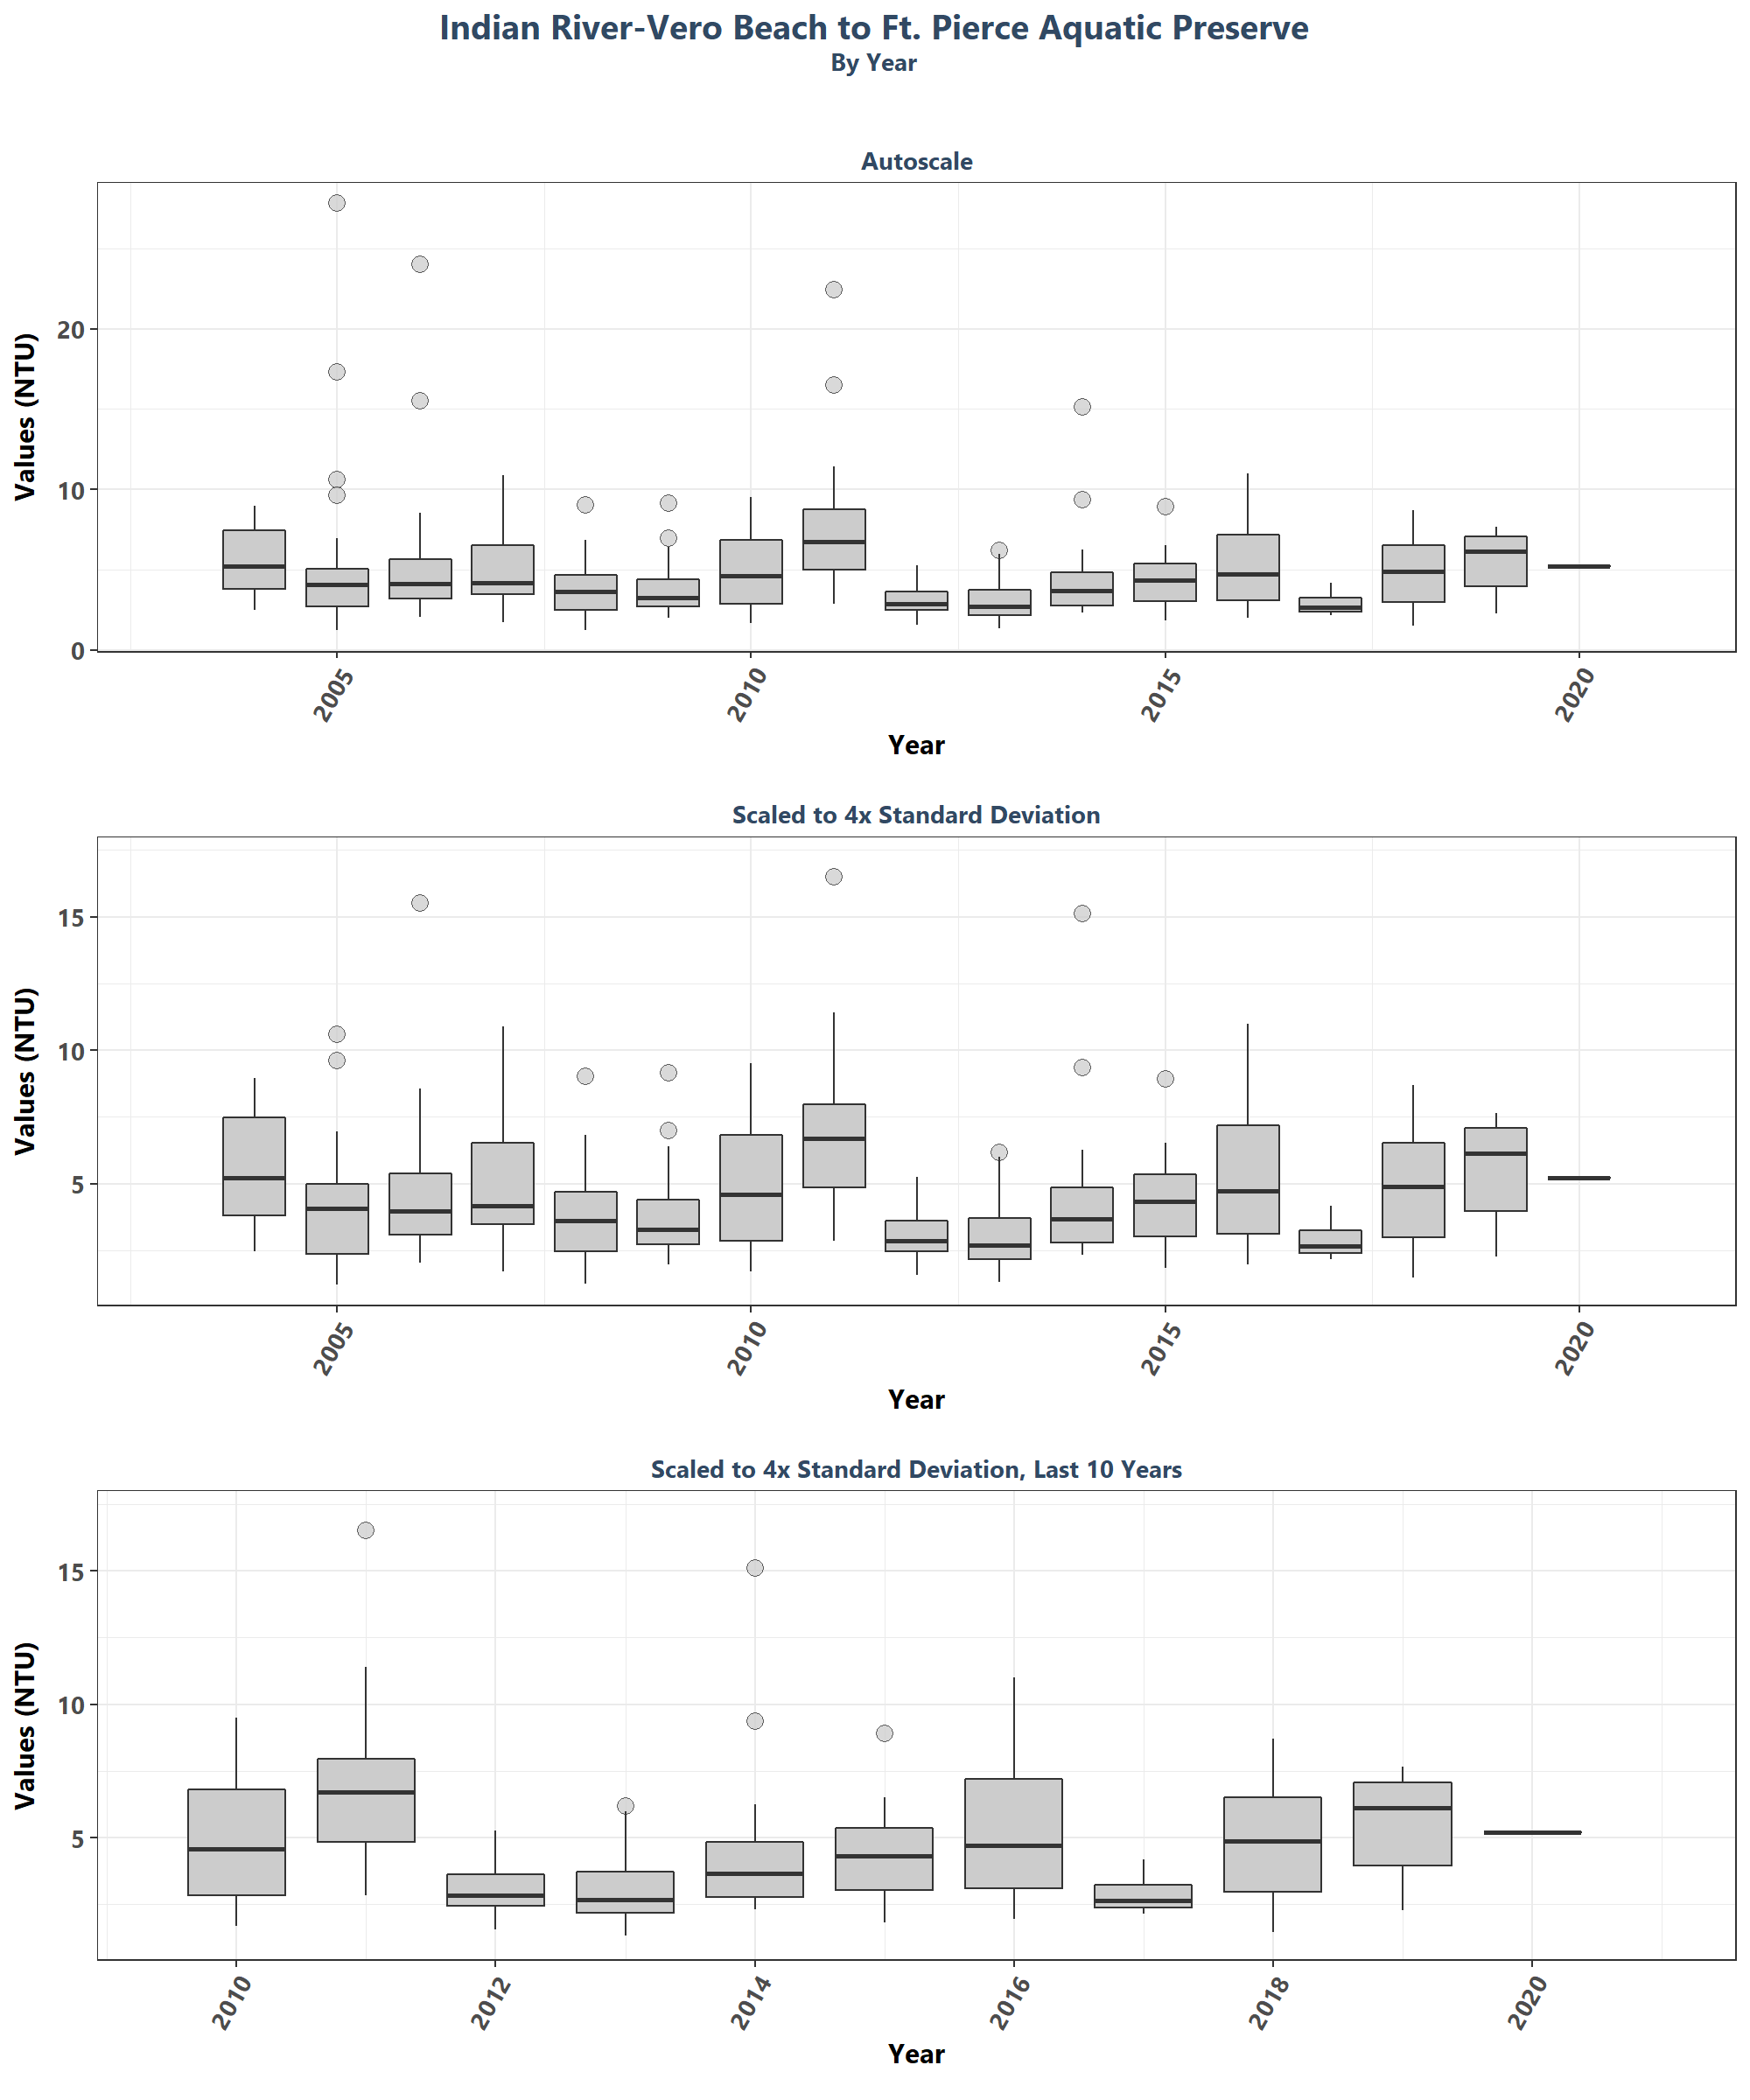 Indian River-Vero Beach to Ft. Pierce Aquatic Preserve
By Year
Autoscale
Values (NTU)
20
10
0
2005
2010
2015
2020
Year
Scaled to 4x Standard Deviation
Values (NTU)
15
10
5
2005
2010
2015
2020
Year
Scaled to 4x Standard Deviation, Last 10 Years
Values (NTU)
15
10
5
2010
2012
2014
2016
2018
2020
Year